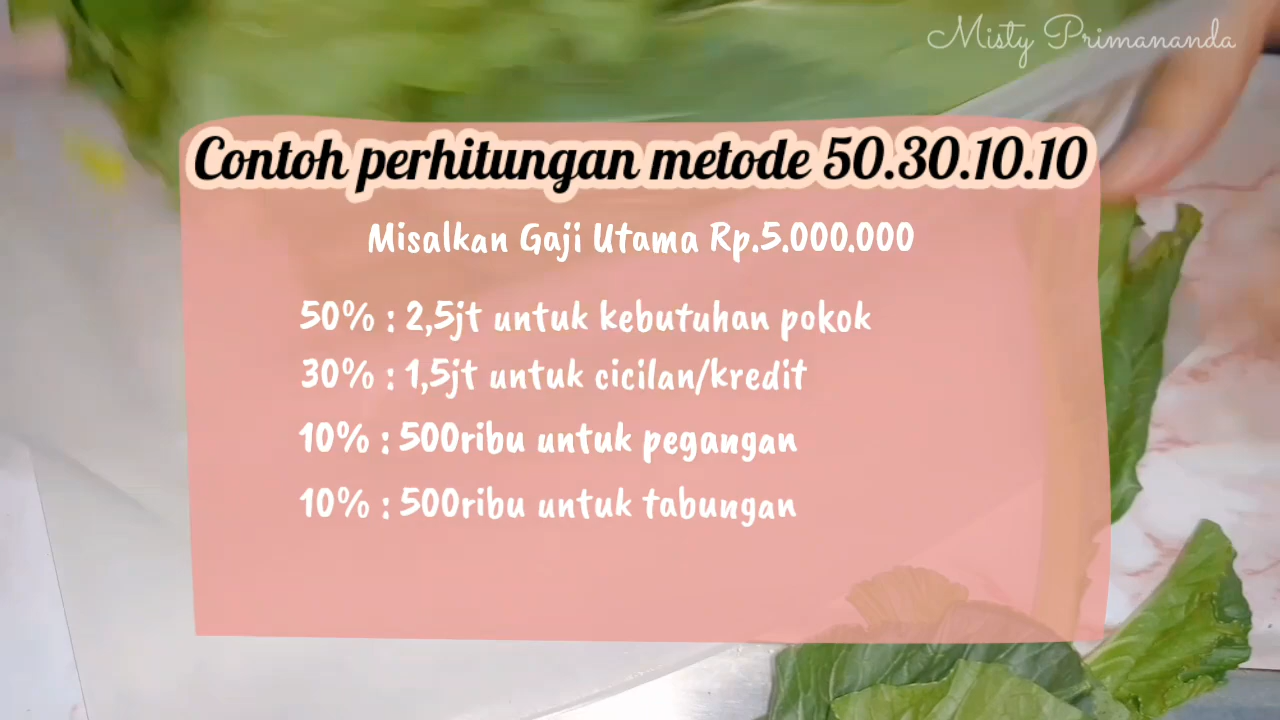 Misty Primananda
Contoh perhitungan metode 50.30.10.10
Misalkan Gaji Utama Rp.5.000.000
50% : 2,5jt untuk kebutuhan pokok
30% : 1,5jt untuk cicilan/kredit
10% : 500ribu untuk pegangan
10% : 500ribu untuk tabungan